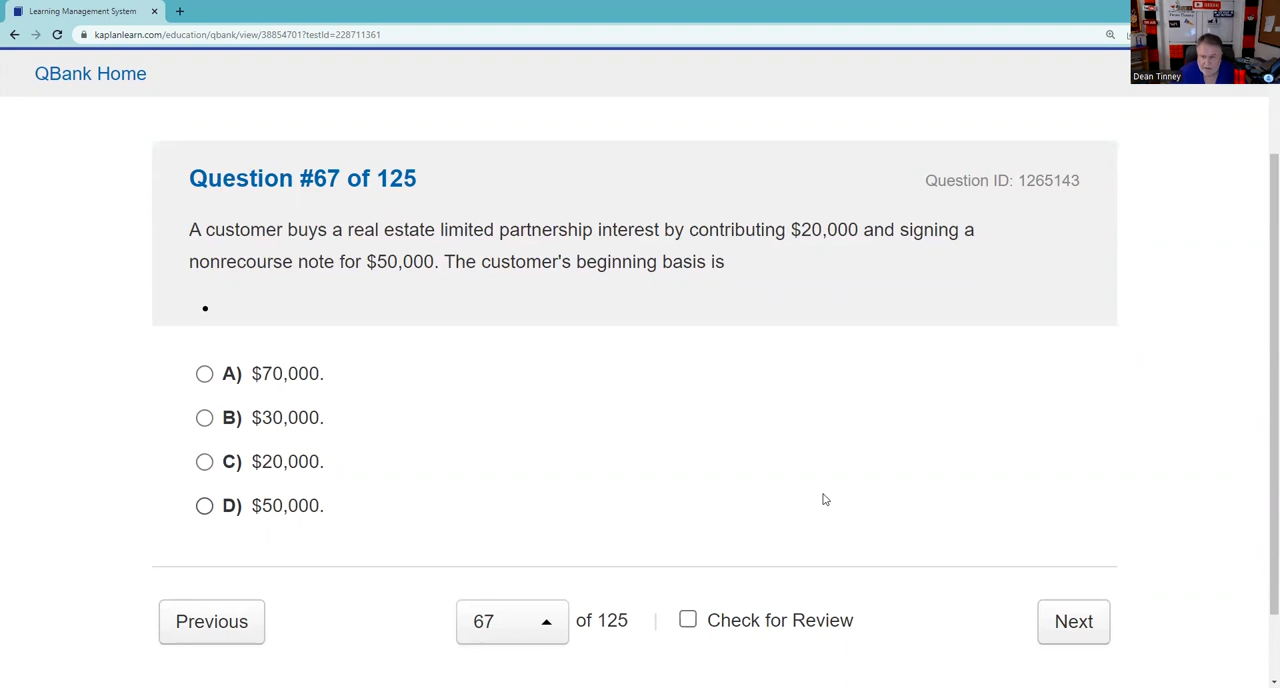 Learning Management System
kaplanlearn.com/education/qbank/view/38854701?testId=228711361
Dean Tinney
QBank Home
Question #67 of 125
Question ID: 1265143
A customer buys a real estate limited partnership interest by contributing $20,000 and signing a
nonrecourse note for $50,000. The customer's beginning basis is
A) $70,000.
B) $30,000.
C) $20,000.
D) $50,000.
Previous
67
of 125
Check for Review
Next